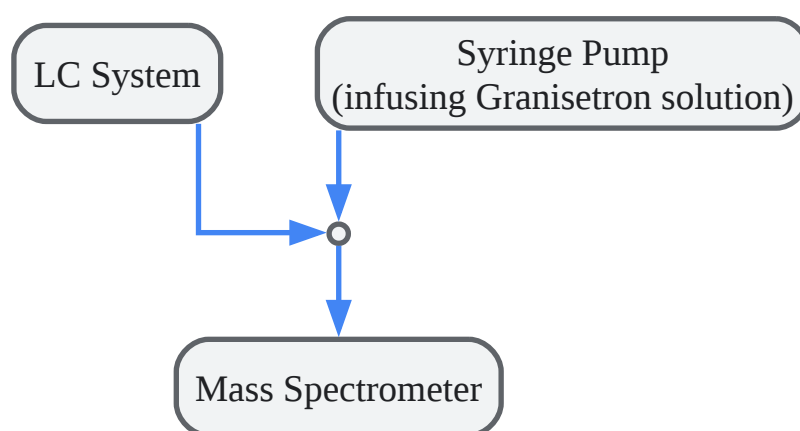 LC System
Syringe Pump
(infusing Granisetron solution)
Mass Spectrometer